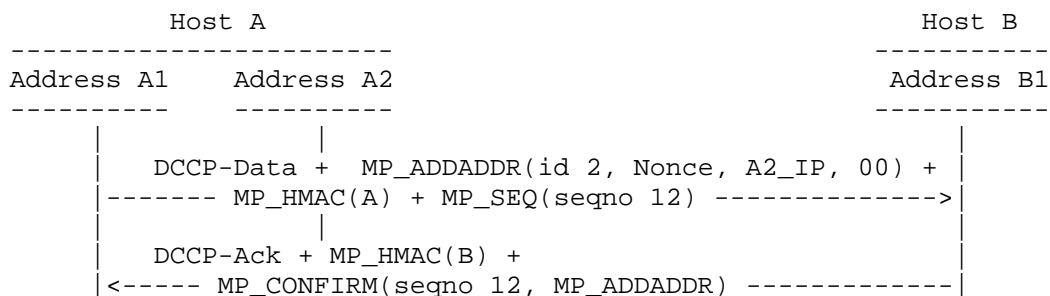 Host A Host B
------------------------ -----------
Address A1 Address A2 Address B1
---------- ---------- -----------
| | |
| DCCP-Data + MP_ADDADDR(id 2, Nonce, A2_IP, 00) + |
|------- MP_HMAC(A) + MP_SEQ(seqno 12) -------------->|
| | |
| DCCP-Ack + MP_HMAC(B) + |
|<----- MP_CONFIRM(seqno 12, MP_ADDADDR) -------------|